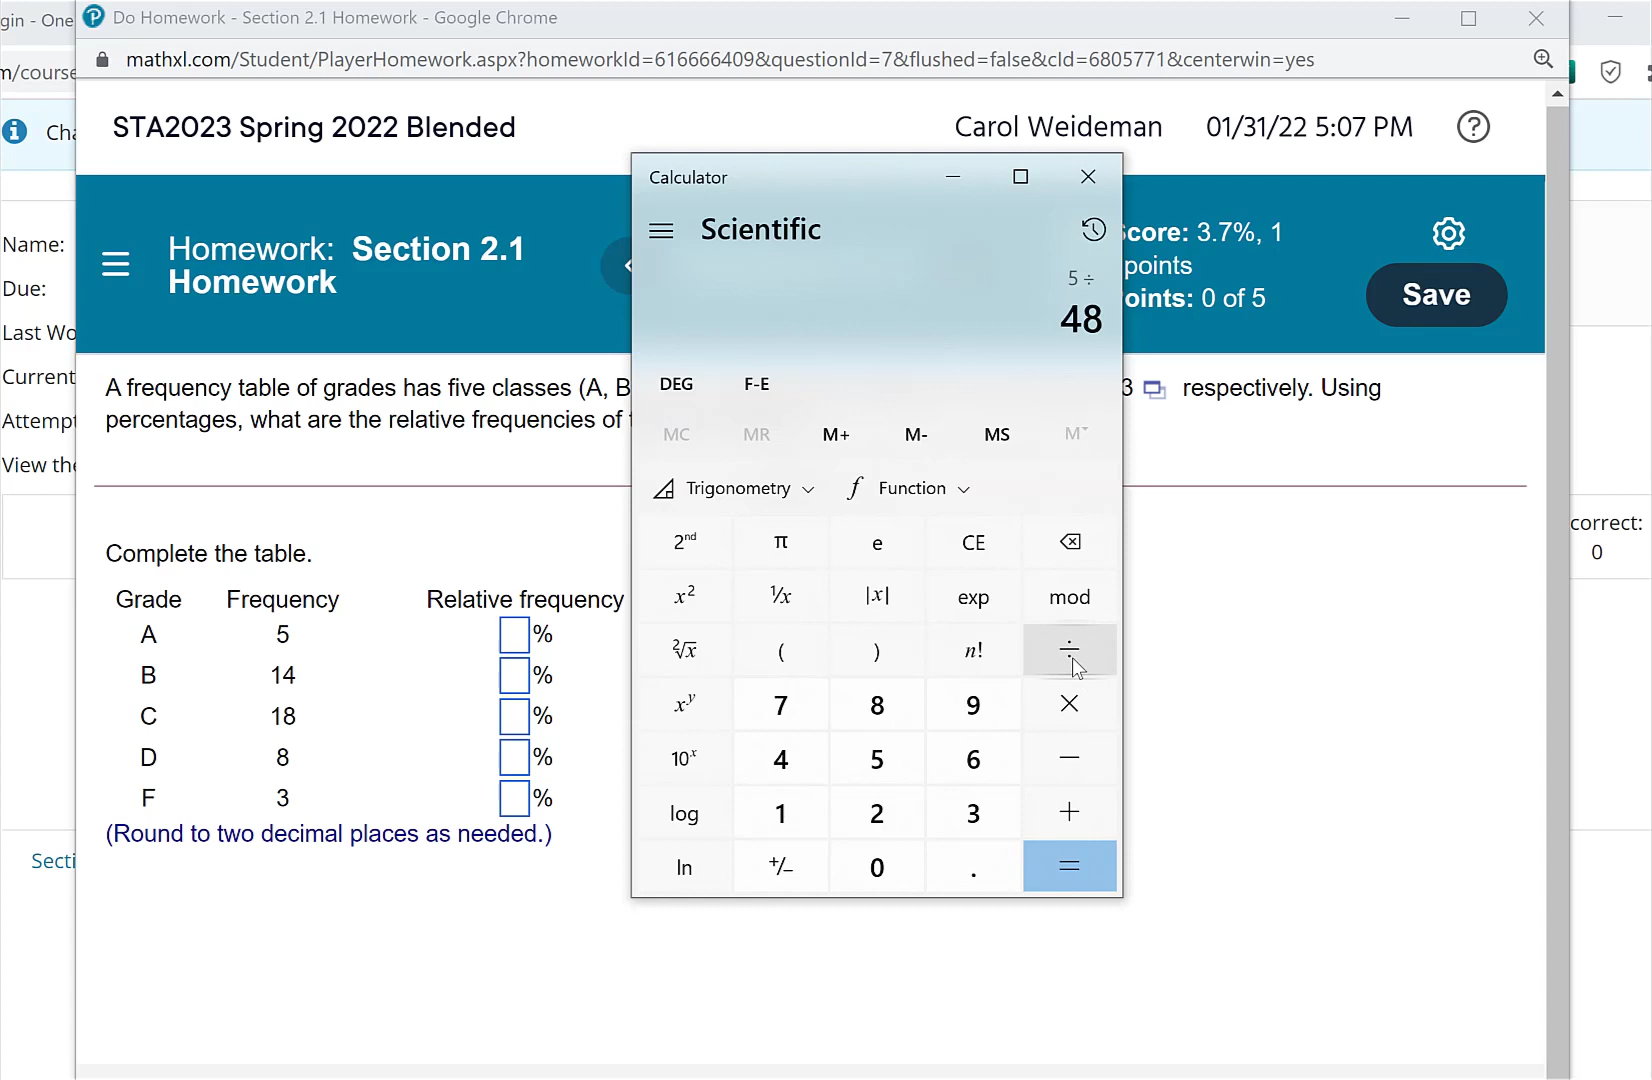 gin - One
Do Homework - Section 2.1 Homework - Google Chrome
m/course
mathxl.com/Student/PlayerHomework.aspx?homeworkId=616666409&questionId=7&flushed=false&cId=6805771&centerwin=yes
Cha
STA2023 Spring 2022 Blended
Carol Weideman 01/31/22 5:07 PM
Calculator
Scientific
Homework: Section 2.1
Homework
score: 3.7%, 1
points
oints: 0 of 5
Save
5 ÷
48
Name:
Due:
Last Wo
Current
Attempt
View the
A frequency table of grades has five classes (A, B
3 respectively. Using
percentages, what are the relative frequencies of t
DEG F-E
MC MR M+ M- MS M˅
Trigonometry f Function
2nd π e CE
x² ¹/x |x| exp mod
²√x ( ) n! ÷
xʸ 7 8 9 ×
10ˣ 4 5 6 −
log 1 2 3 +
ln +/− 0 . =
correct:
0
Complete the table.
Grade Frequency Relative frequency
A 5 %
B 14 %
C 18 %
D 8 %
F 3 %
(Round to two decimal places as needed.)
Secti